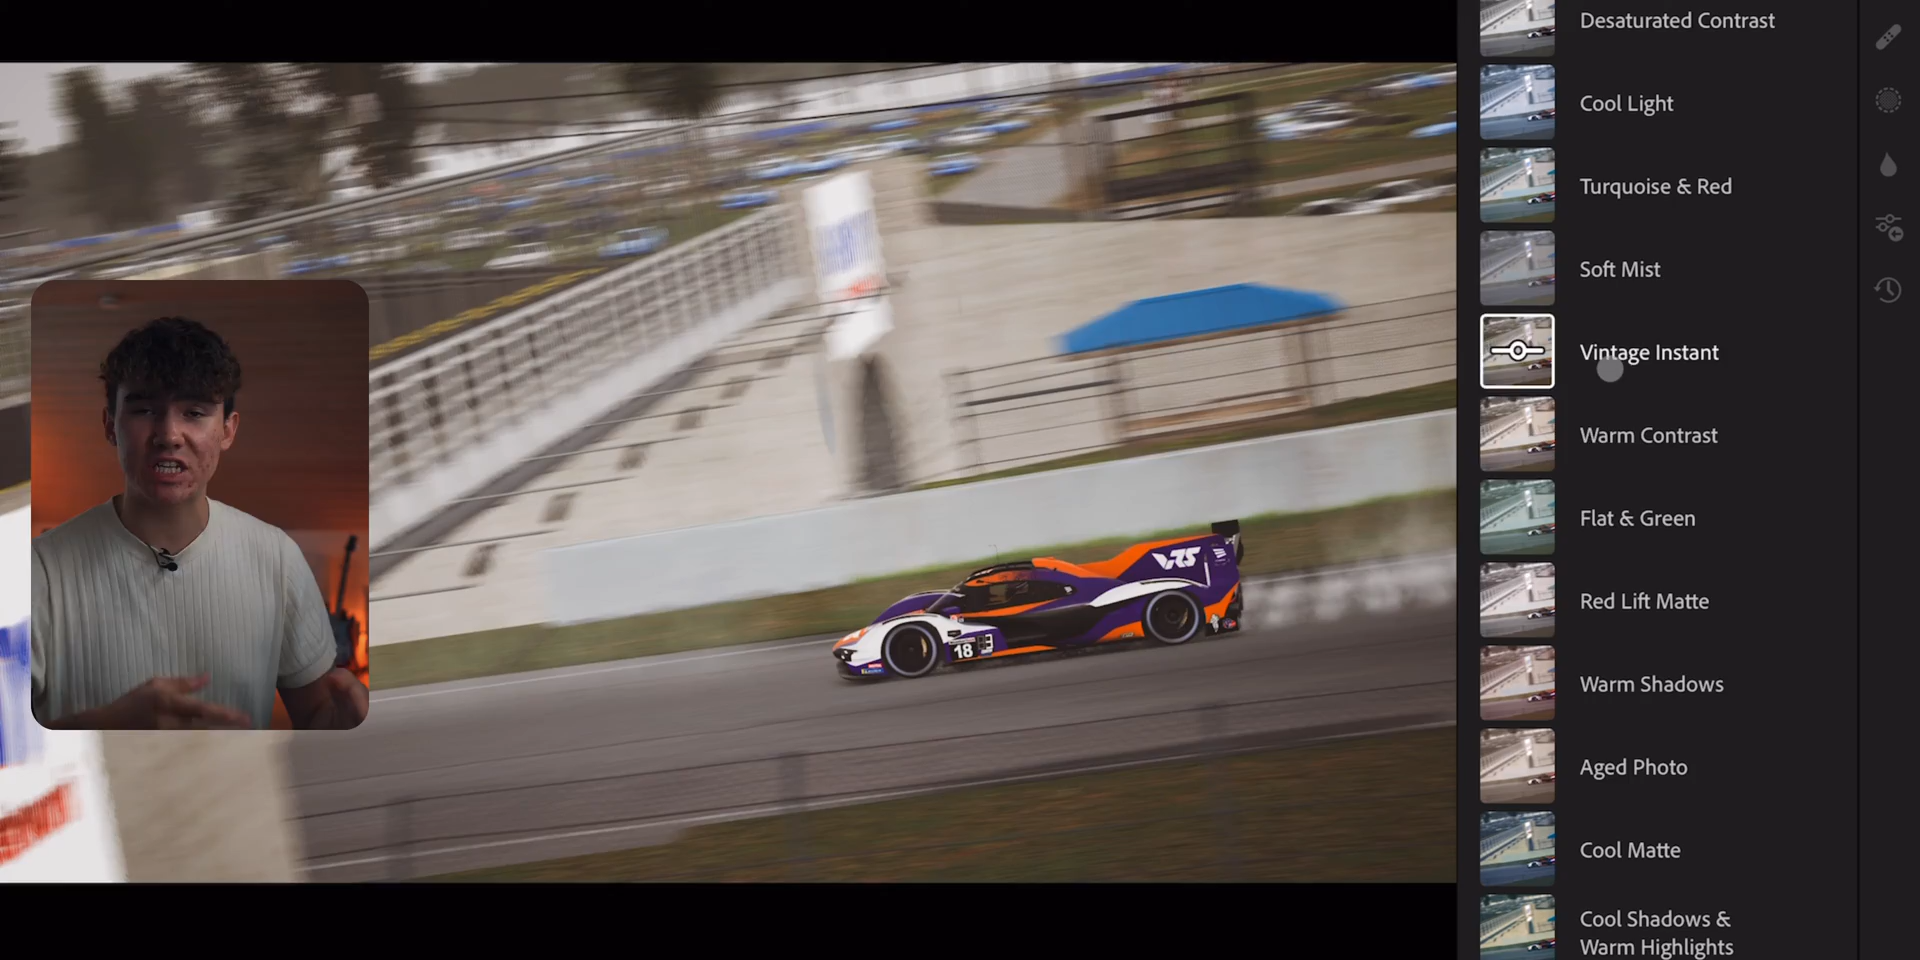 Desaturated Contrast
Cool Light
Turquoise & Red
Soft Mist
Vintage Instant
Warm Contrast
Flat & Green
Red Lift Matte
Warm Shadows
Aged Photo
Cool Matte
Cool Shadows &
Warm Highlights
VRS
18